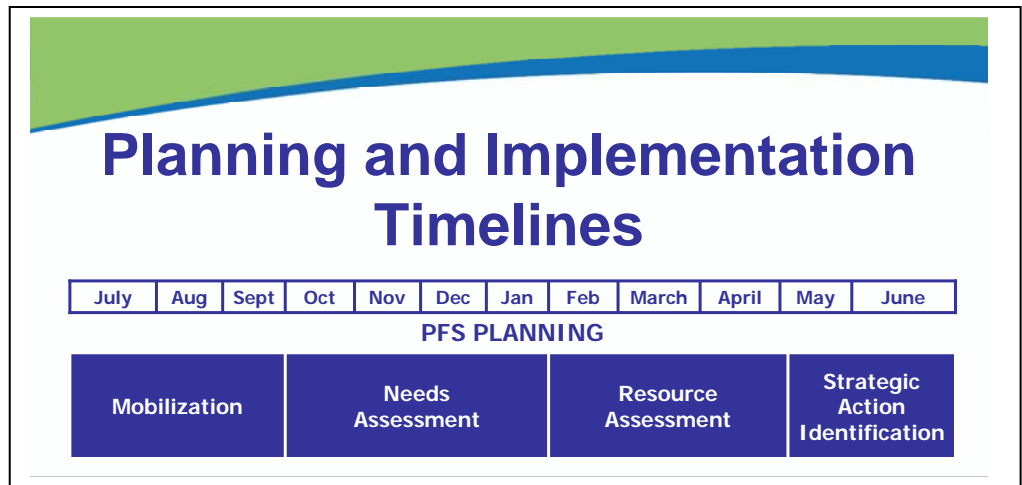 Planning and Implementation
Timelines
July Aug Sept Oct Nov Dec Jan Feb March April May June
PFS PLANNING
Mobilization
Needs
Assessment
Resource
Assessment
Strategic
Action
Identification